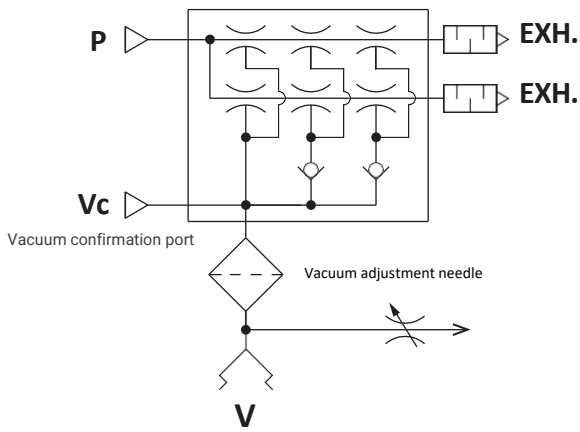 P
EXH.
EXH.
Vc
Vacuum confirmation port
Vacuum adjustment needle
V